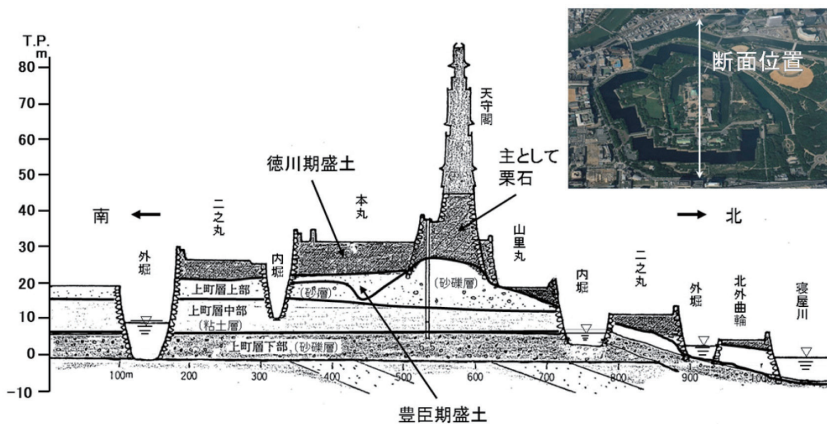 T.P.
m
80
70
60
50
40
30
20
10
0
-10
断面位置
天守閣
徳川期盛土
主として
栗石
南
北
外堀
二之丸
内堀
本丸
山里丸
内堀
二之丸
外堀
北外曲輪
寝屋川
上町層上部
(砂層)
(砂礫層)
上町層中部
(粘土層)
上町層下部(砂礫層)
100m
200
300
400
500
600
700
800
900
豊臣期盛土